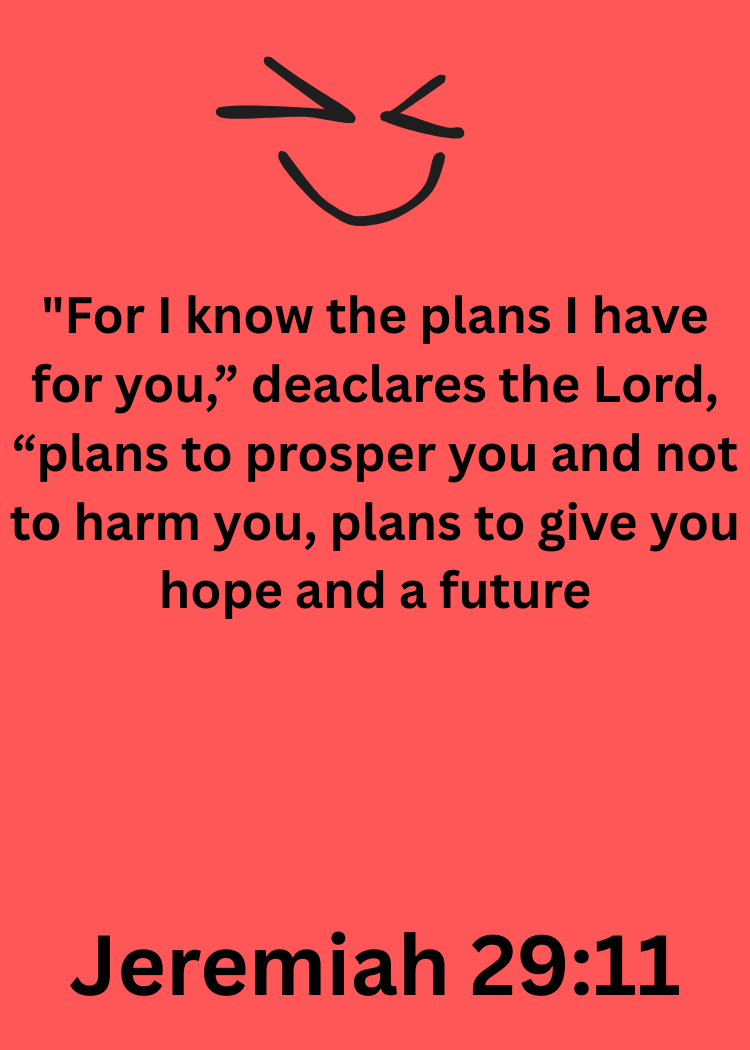 "For I know the plans I have
for you,” deaclares the Lord,
“plans to prosper you and not
to harm you, plans to give you
hope and a future
Jeremiah 29:11